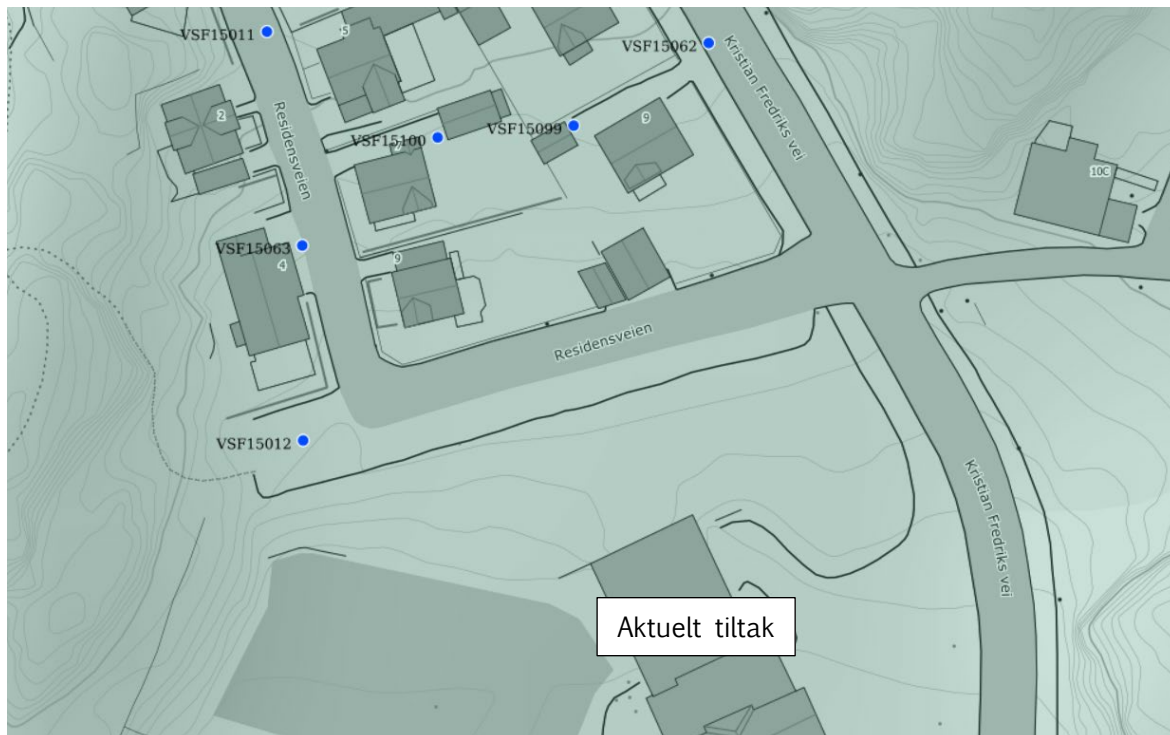 VSF15011
5
VSF15062
Kristian Fredriks vei
2
Residensveien
VSF15100
VSF15099
9
10C
VSF15063
4
9
Residensveien
VSF15012
Kristian Fredriks vei
Aktuelt tiltak